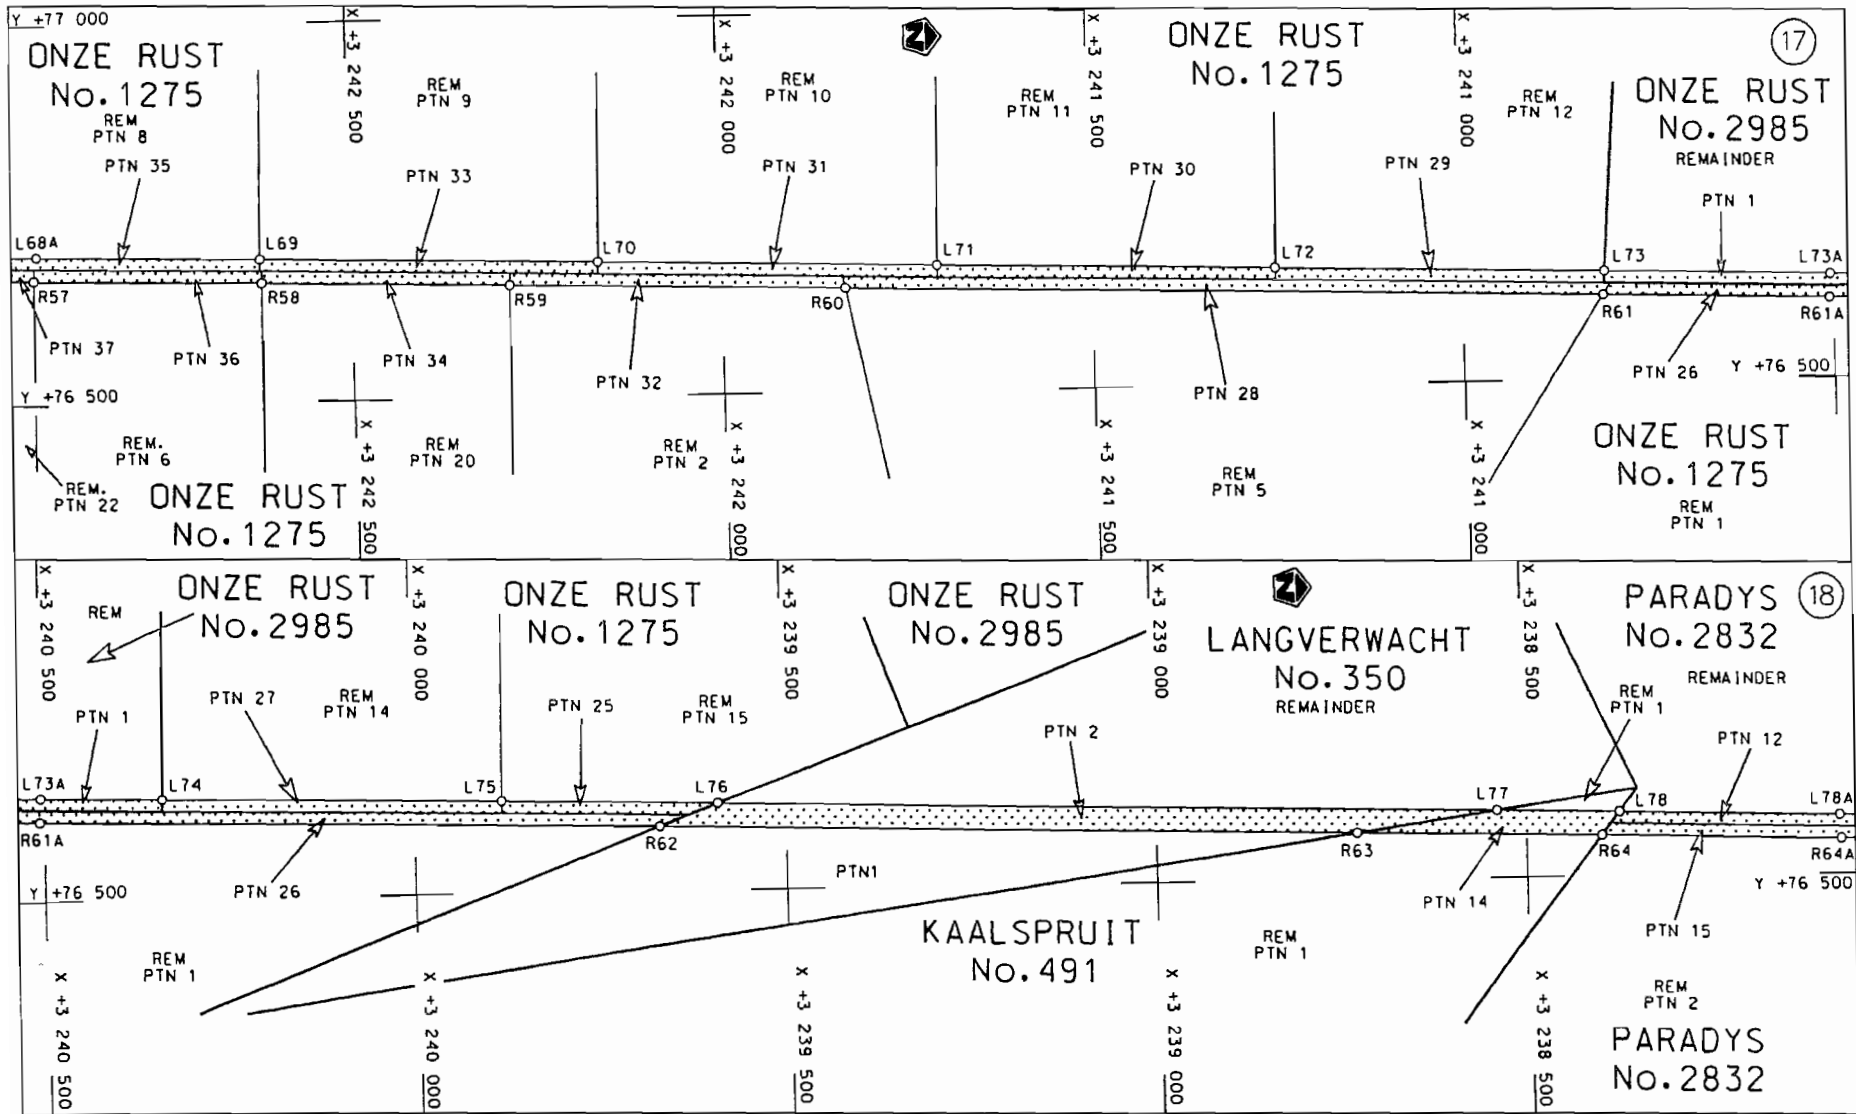 Y +77 000
X +3 242 500
X +3 242 000
N
X +3 241 500
X +3 241 000
17
ONZE RUST
No.1275
ONZE RUST
No.1275
ONZE RUST
No.2985
REMAINDER
REM
PTN 8
REM
PTN 9
REM
PTN 10
REM
PTN 11
REM
PTN 12
PTN 35
PTN 33
PTN 31
PTN 30
PTN 29
PTN 1
L68A
L69
L70
L71
L72
L73
L73A
R57
R58
R59
R60
R61
R61A
PTN 37
PTN 36
PTN 34
PTN 32
PTN 28
PTN 26
Y +76 500
Y +76 500
REM.
PTN 6
REM
PTN 20
REM
PTN 2
REM
PTN 5
REM.
PTN 22
ONZE RUST
No.1275
X +3 242 500
X +3 242 000
X +3 241 500
X +3 241 000
ONZE RUST
No.1275
REM
PTN 1
X +3 240 500
X +3 240 000
X +3 239 500
X +3 239 000
N
X +3 238 500
18
REM
ONZE RUST
No.2985
ONZE RUST
No.1275
ONZE RUST
No.2985
LANGVERWACHT
No.350
REMAINDER
PARADYS
No.2832
REMAINDER
PTN 1
PTN 27
REM
PTN 14
PTN 25
REM
PTN 15
PTN 2
REM
PTN 1
PTN 12
L73A
L74
L75
L76
L77
L78
L78A
R61A
R62
R63
R64
R64A
Y +76 500
PTN 26
PTN1
PTN 14
PTN 15
Y +76 500
REM
PTN 1
KAALSPRUIT
No.491
REM
PTN 1
REM
PTN 2
PARADYS
No.2832
X +3 240 500
X +3 240 000
X +3 239 500
X +3 239 000
X +3 238 500